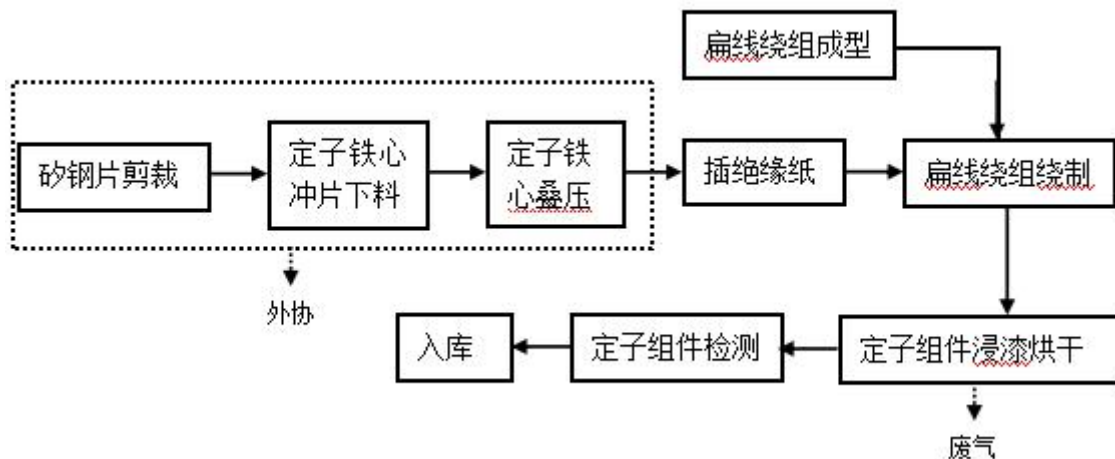 扁线绕组成型
矽钢片剪裁
定子铁心
冲片下料
定子铁
心叠压
插绝缘纸
扁线绕组绕制
外协
入库
定子组件检测
定子组件浸漆烘干
废气